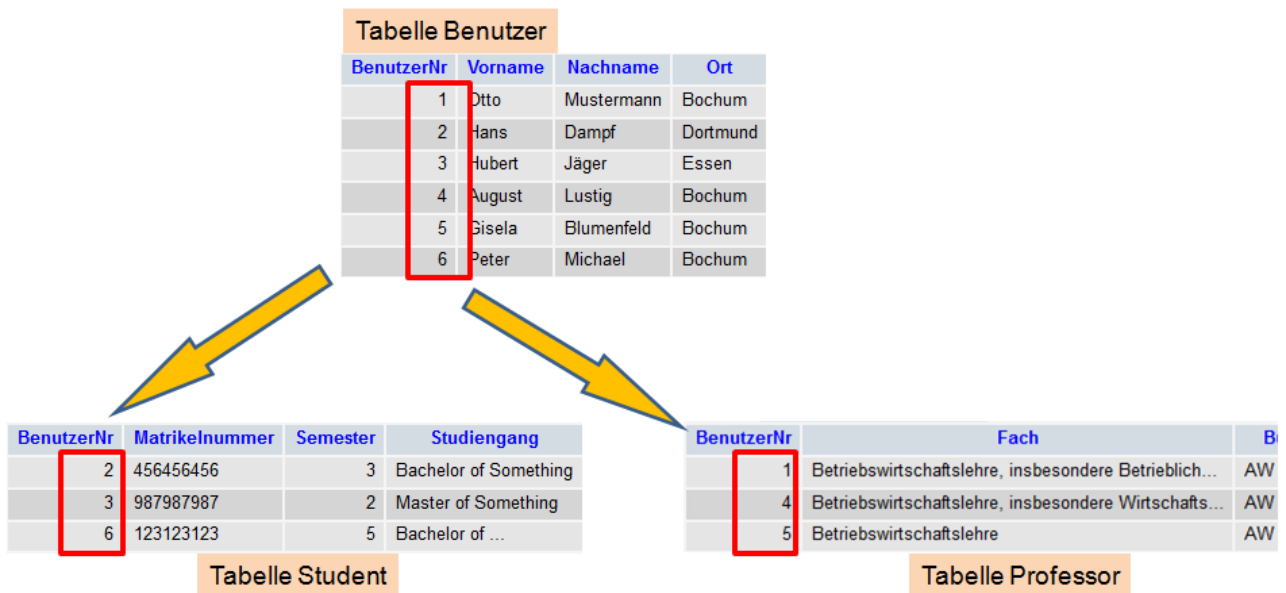 Tabelle Benutzer
BenutzerNr Vorname Nachname Ort
1 Otto Mustermann Bochum
2 Hans Dampf Dortmund
3 Hubert Jäger Essen
4 August Lustig Bochum
5 Gisela Blumenfeld Bochum
6 Peter Michael Bochum
BenutzerNr Matrikelnummer Semester Studiengang
2 456456456 3 Bachelor of Something
3 987987987 2 Master of Something
6 123123123 5 Bachelor of ...
Tabelle Student
BenutzerNr Fach
1 Betriebswirtschaftslehre, insbesondere Betrieblich... AW
4 Betriebswirtschaftslehre, insbesondere Wirtschafts... AW
5 Betriebswirtschaftslehre AW
Tabelle Professor